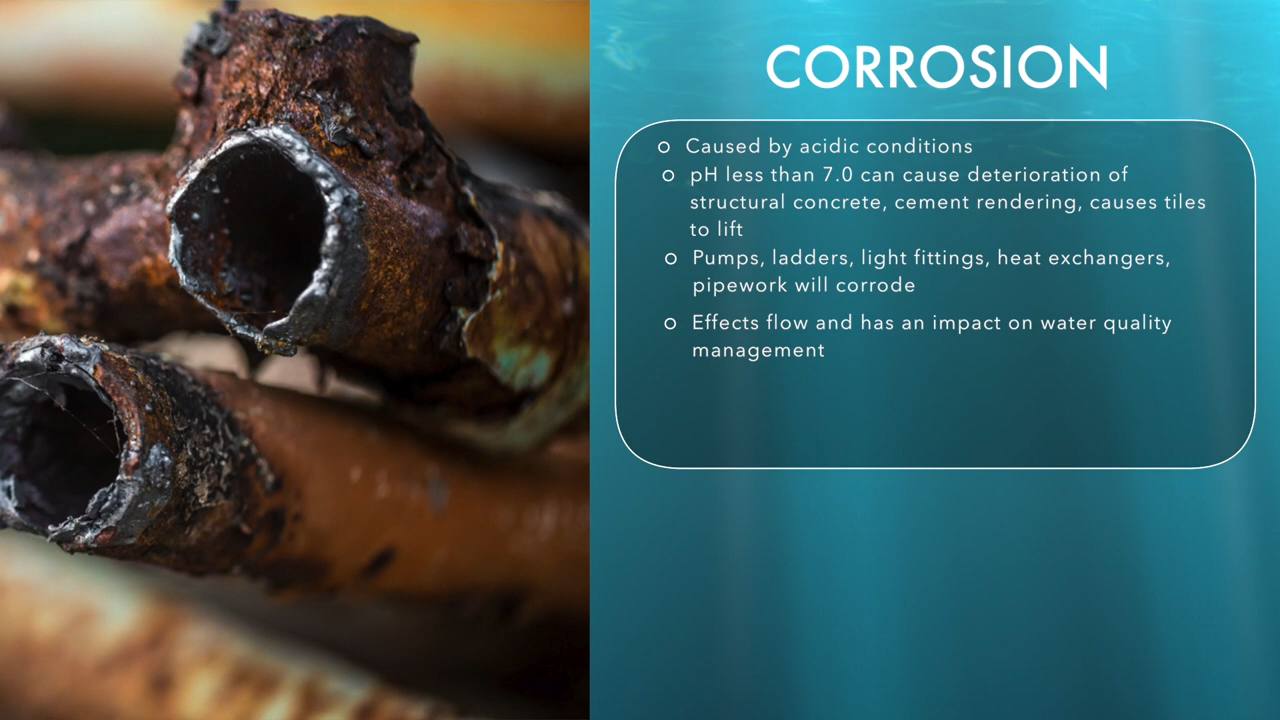 CORROSION
Caused by acidic conditions
pH less than 7.0 can cause deterioration of
structural concrete, cement rendering, causes tiles
to lift
Pumps, ladders, light fittings, heat exchangers,
pipework will corrode
Effects flow and has an impact on water quality
management